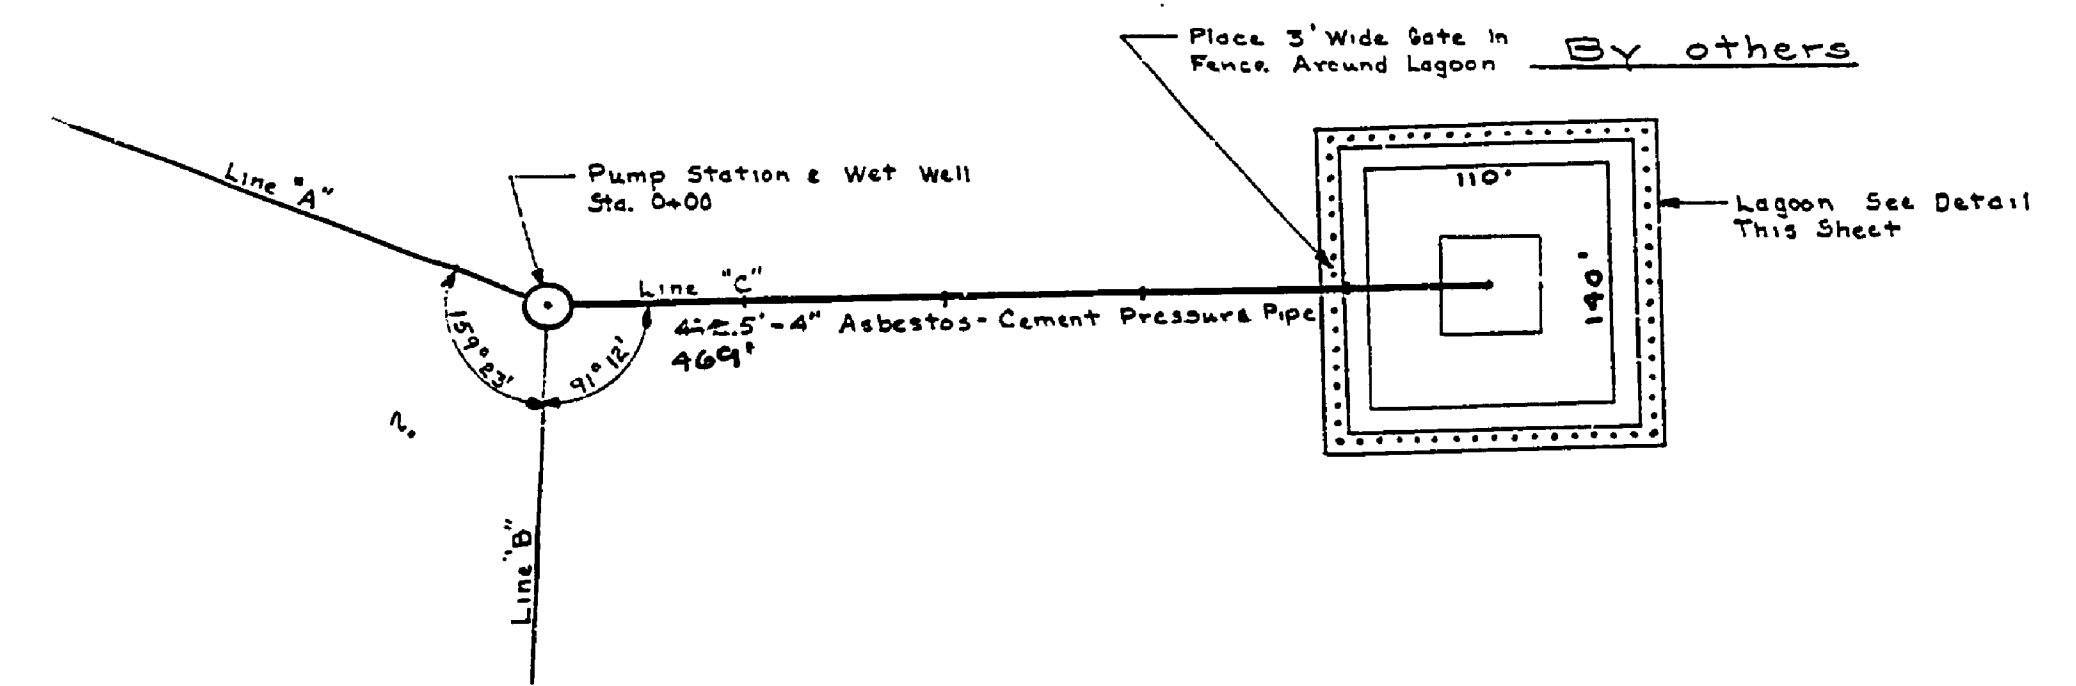 Place 3' Wide Gate In
Fence Around Lagoon
By others
Line "A"
Pump Station & Wet Well
Sta. 0+00
110'
140'
Lagoon See Detail
This Sheet
Line "C"
.5'-4" Asbestos-Cement Pressure Pipe
469'
159° 23'
91° 12'
Line "B"